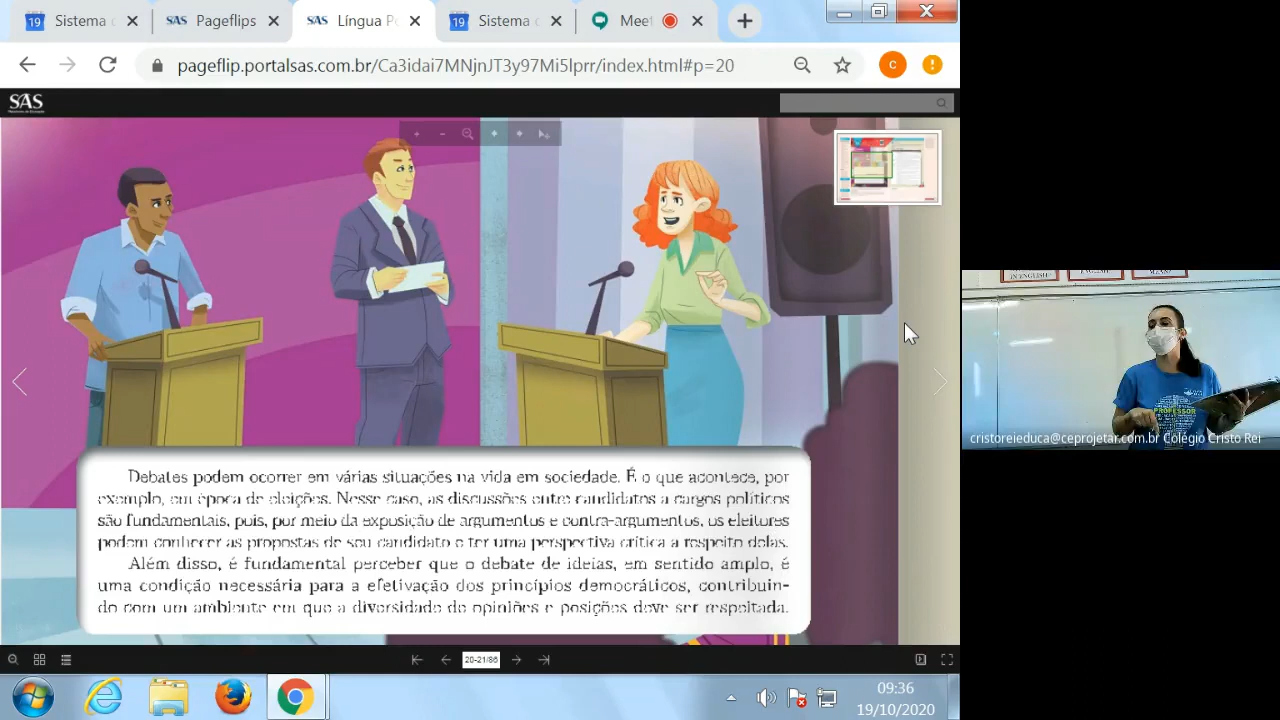 Sistema d
Pageflips
Língua Po
Sistema d
Meet
pageflip.portalsas.com.br/Ca3idai7MNjnJT3y97Mi5lprr/index.html#p=20
C
SAS
Debates podem ocorrer em várias situações na vida em sociedade. É o que acontece, por
exemplo, em época de eleições. Nesse caso, as discussões entre candidatos a cargos políticos
são fundamentais, pois, por meio da exposição de argumentos e contra-argumentos, os eleitores
podem conhecer as propostas de seu candidato e ter uma perspectiva crítica a respeito delas.
Além disso, é fundamental perceber que o debate de ideias, em sentido amplo, é
uma condição necessária para a efetivação dos princípios democráticos, contribuin-
do com um ambiente em que a diversidade de opiniões e posições deve ser respeitada.
20-21/86
09:36
19/10/2020
IN ENGLISH
ENGLISH
PROFESSOR
cristoreieduca@ceprojetar.com.br Colégio Cristo Rei